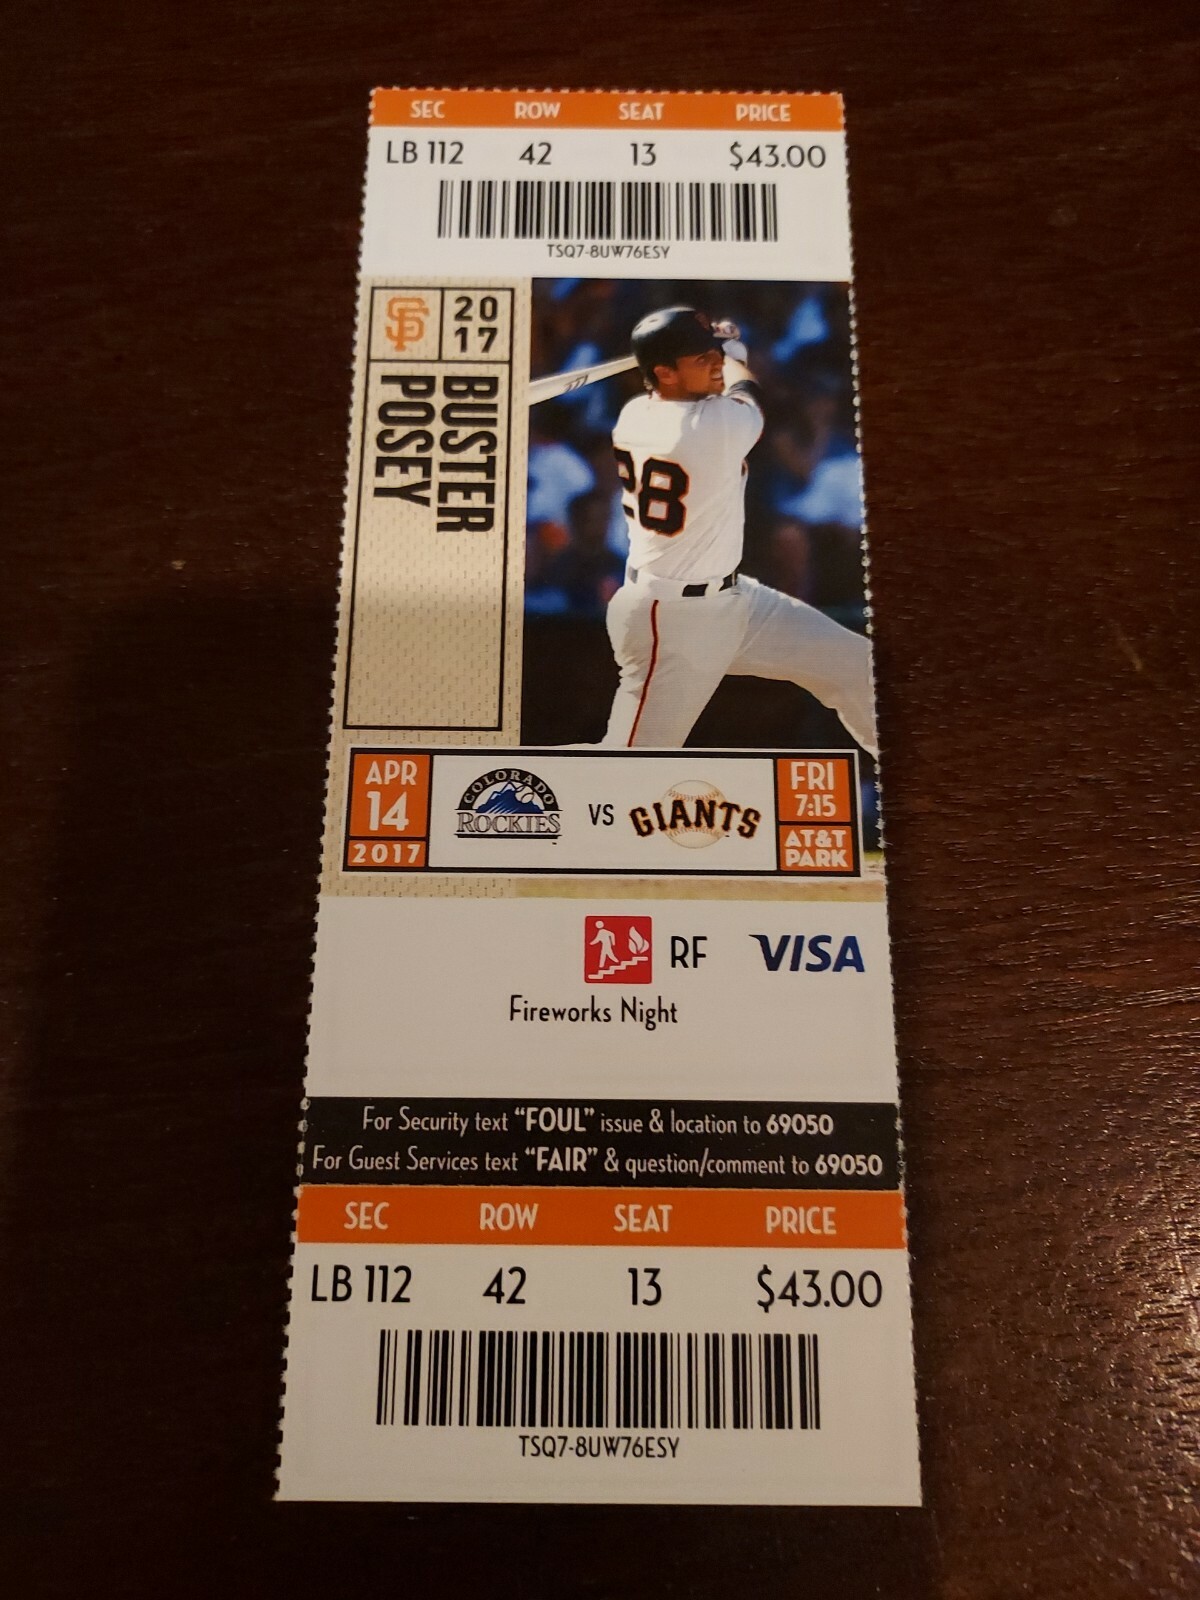 SEC ROW SEAT PRICE
LB 112 42 13 $43.00
TSQ7-8UW76ESY
SF
20
17
BUSTER
POSEY
28
APR
14
2017
COLORADO
ROCKIES
VS
GIANTS
FRI
7:15
AT&T
PARK
RF
VISA
Fireworks Night
For Security text "FOUL" issue & location to 69050
For Guest Services text "FAIR" & question/comment to 69050
SEC ROW SEAT PRICE
LB 112 42 13 $43.00
TSQ7-8UW76ESY